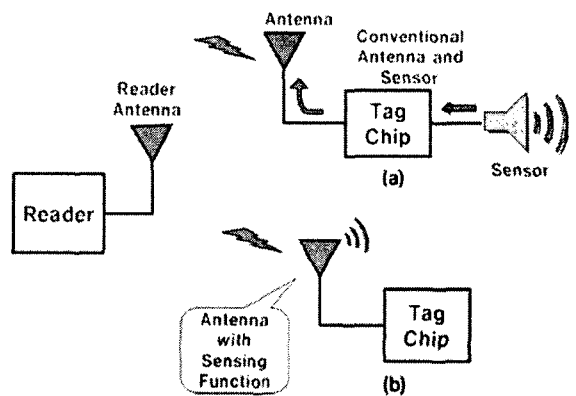 Antenna
Conventional
Antenna and
Sensor
Reader
Antenna
Tag
Chip
Sensor
(a)
Reader
Antenna
with
Sensing
Function
Tag
Chip
(b)